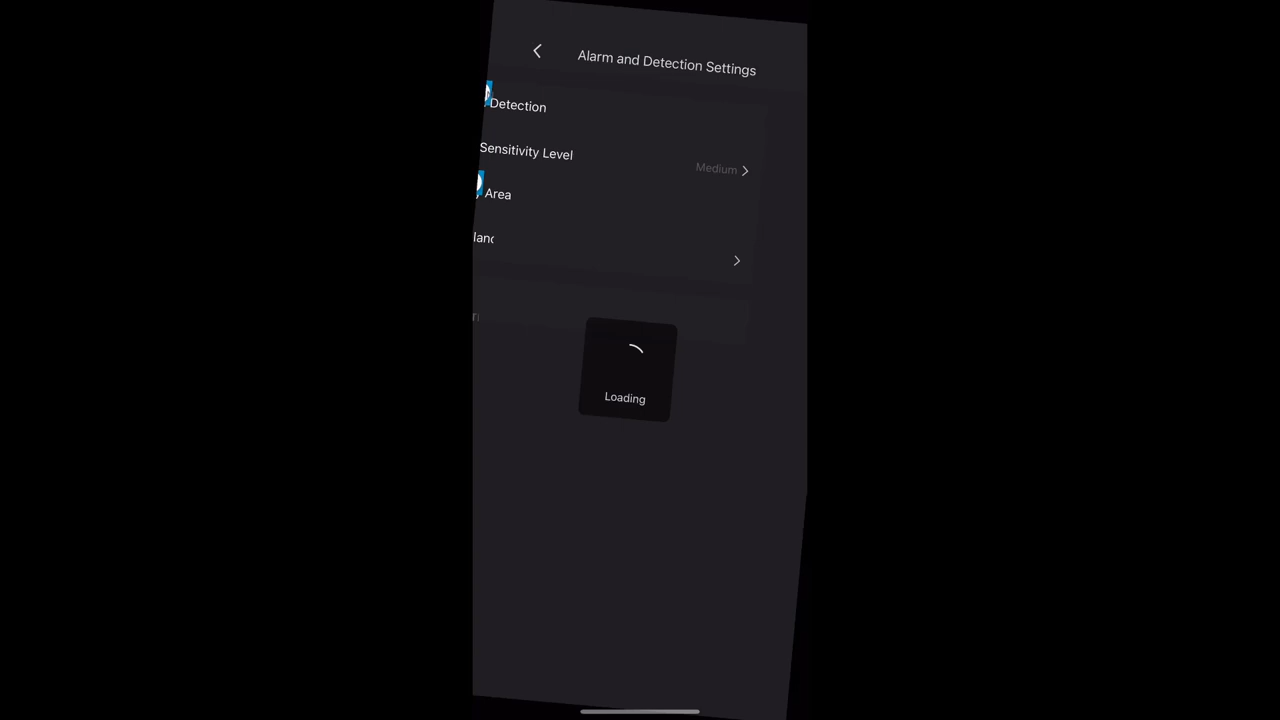 Alarm and Detection Settings
Detection
Sensitivity Level
Medium
Area
Loading